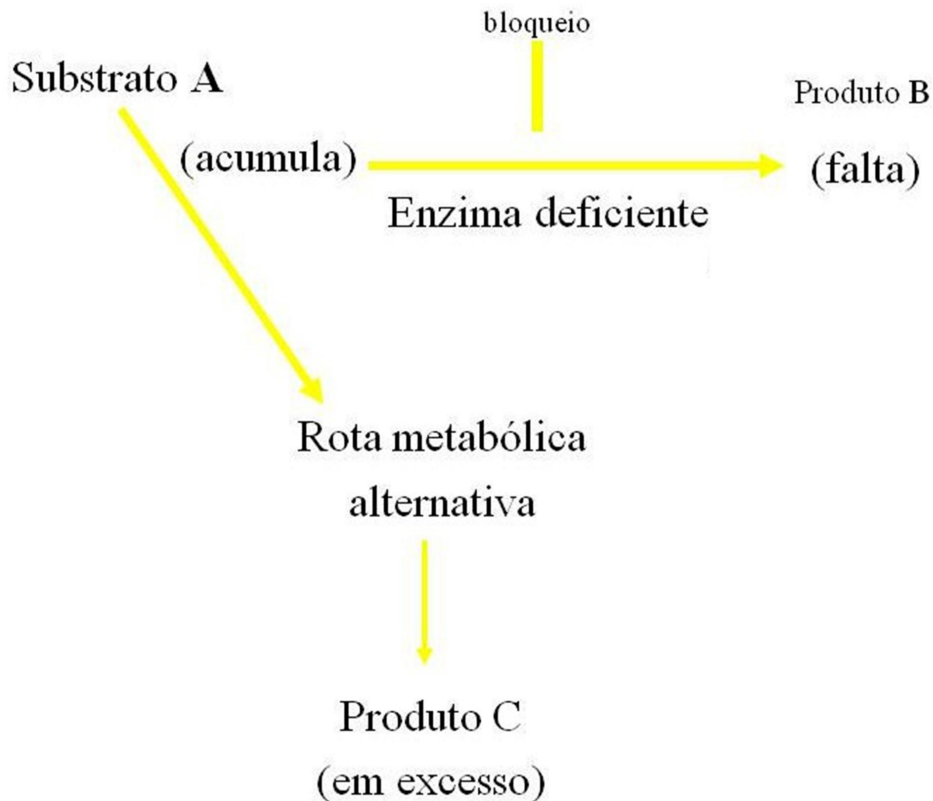 bloqueio
Substrato A
Produto B
(acumula)
(falta)
Enzima deficiente
Rota metabólica
alternativa
Produto C
(em excesso)